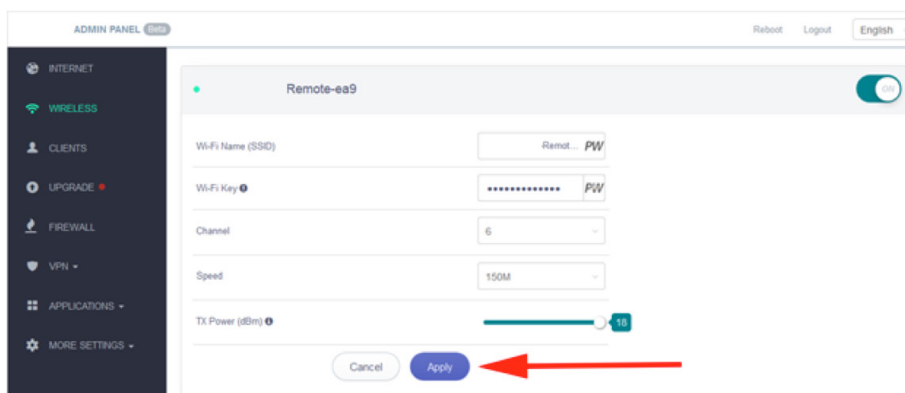 ADMIN PANEL Beta
Reboot Logout English
INTERNET
WIRELESS
CLIENTS
UPGRADE
FIREWALL
VPN
APPLICATIONS
MORE SETTINGS
Remote-ea9
ON
Wi-Fi Name (SSID) Remot... PW
Wi-Fi Key PW
Channel 6
Speed 150M
TX Power (dBm) 18
Cancel Apply